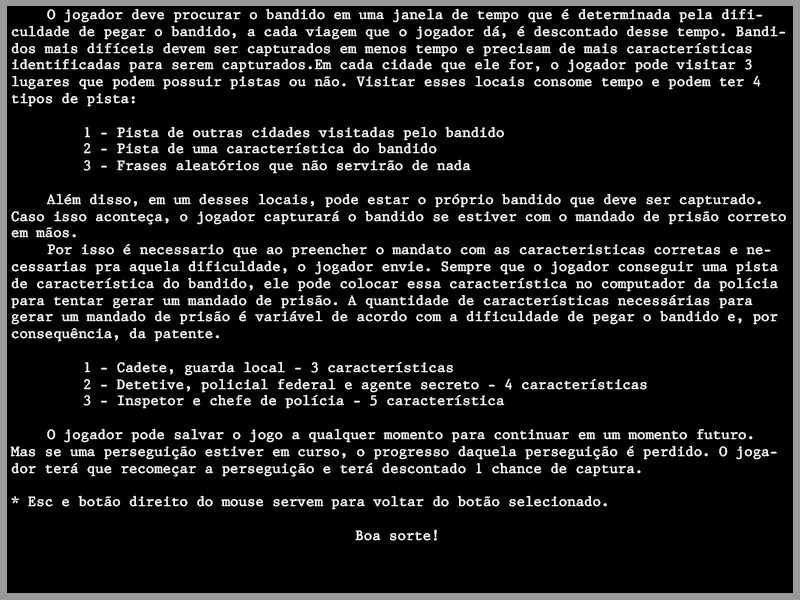 O jogador deve procurar o bandido em uma janela de tempo que é determinada pela difi-
culdade de pegar o bandido, a cada viagem que o jogador dá, é descontado desse tempo. Bandi-
dos mais difíceis devem ser capturados em menos tempo e precisam de mais características
identificadas para serem capturados.Em cada cidade que ele for, o jogador pode visitar 3
lugares que podem possuir pistas ou não. Visitar esses locais consome tempo e podem ter 4
tipos de pista:
1 - Pista de outras cidades visitadas pelo bandido
2 - Pista de uma característica do bandido
3 - Frases aleatórios que não servirão de nada
Além disso, em um desses locais, pode estar o próprio bandido que deve ser capturado.
Caso isso aconteça, o jogador capturará o bandido se estiver com o mandado de prisão correto
em mãos.
Por isso é necessario que ao preencher o mandato com as caracteristicas corretas e ne-
cessarias pra aquela dificuldade, o jogador envie. Sempre que o jogador conseguir uma pista
de característica do bandido, ele pode colocar essa característica no computador da polícia
para tentar gerar um mandado de prisão. A quantidade de características necessárias para
gerar um mandado de prisão é variável de acordo com a dificuldade de pegar o bandido e, por
consequência, da patente.
1 - Cadete, guarda local - 3 características
2 - Detetive, policial federal e agente secreto - 4 características
3 - Inspetor e chefe de polícia - 5 característica
O jogador pode salvar o jogo a qualquer momento para continuar em um momento futuro.
Mas se uma perseguição estiver em curso, o progresso daquela perseguição é perdido. O joga-
dor terá que recomeçar a perseguição e terá descontado 1 chance de captura.
* Esc e botão direito do mouse servem para voltar do botão selecionado.
Boa sorte!